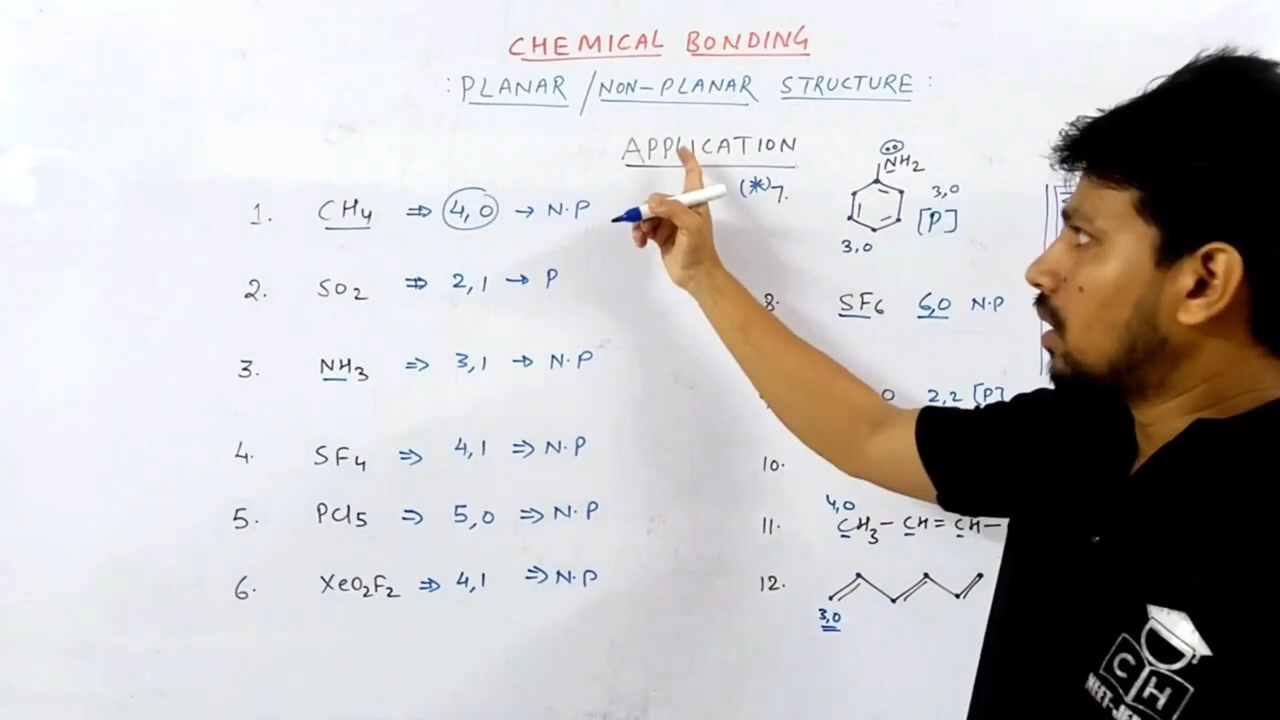 CHEMICAL BONDING
: PLANAR / NON-PLANAR STRUCTURE :
APPLICATION
1. CH4 ⇒ 4,0 → N.P
2. SO2 ⇒ 2,1 → P
3. NH3 ⇒ 3,1 → N.P
4. SF4 ⇒ 4,1 ⇒ N.P
5. PCl5 ⇒ 5,0 ⇒ N.P
6. XeO2F2 ⇒ 4,1 ⇒ N.P
(*) 7.
NH2
3,0
[P]
3,0
8. SF6 6,0 N.P
O 2,2 [P]
10.
4,0
11. CH3 - CH = CH -
12.
3,0
C H